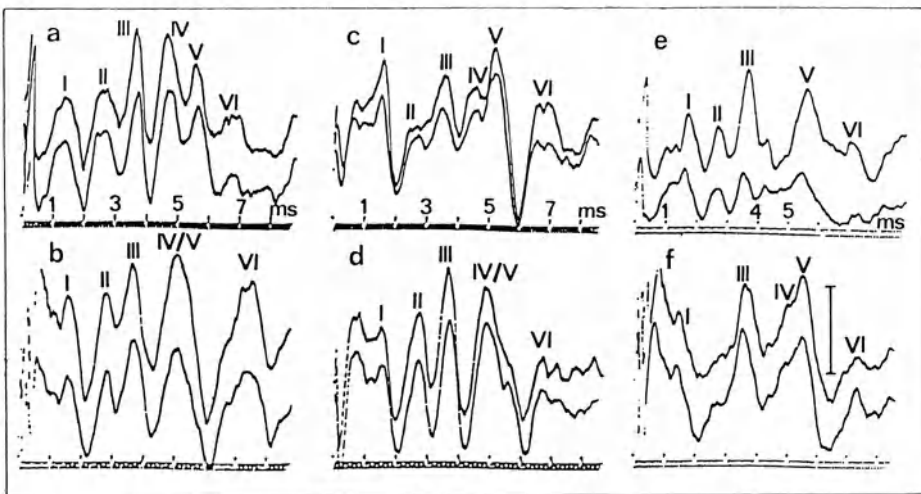 a I II III IV V VI
1 3 5 7 ms
c I II III IV V VI
1 3 5 7
e I II III V VI
1 4 5 ms
b I II III IV/V VI
d I II III IV/V VI
f I III IV V VI